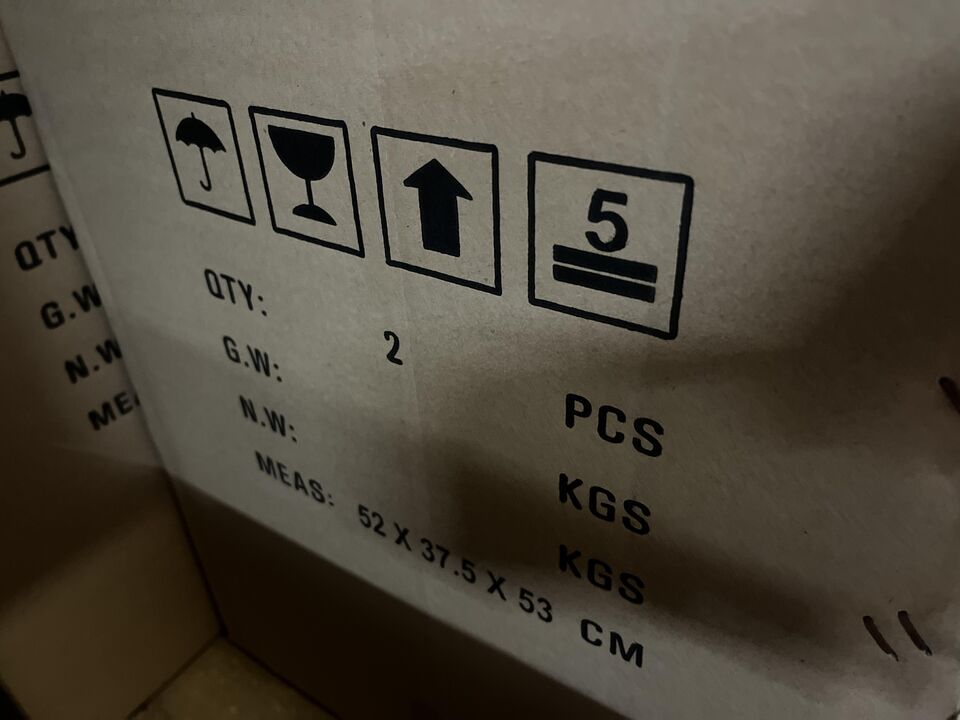 5
QTY: 2 PCS
G.W: KGS
N.W: KGS
MEAS: 52 X 37.5 X 53 CM
QTY
G.W
N.W